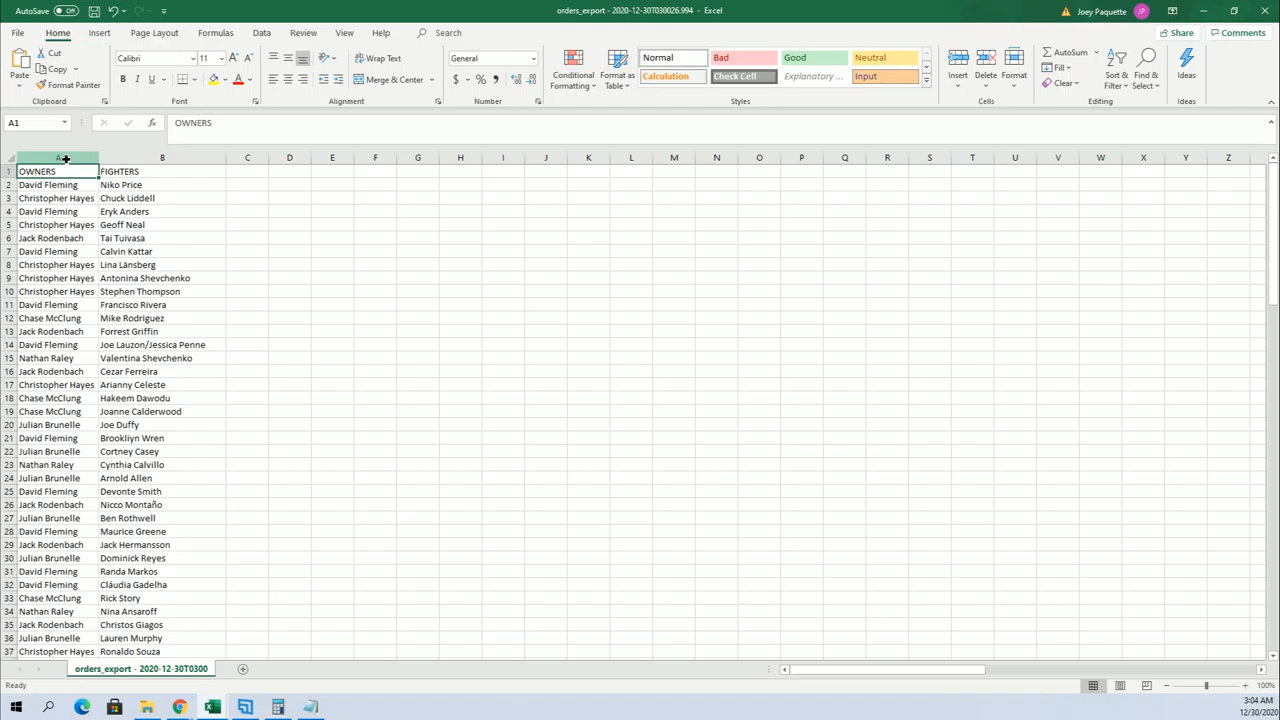 AutoSave Off orders_export - 2020-12-30T030026.994 - Excel Joey Paquette JP
File Home Insert Page Layout Formulas Data Review View Help Search Share Comments
Paste Cut Copy Format Painter Clipboard
Calibri 11 B I U Font
Wrap Text Merge & Center Alignment
General $ % Number
Conditional Formatting Format as Table
Normal Bad Good Neutral
Calculation Check Cell Explanatory ... Input
Styles
Insert Delete Format Cells
AutoSum Fill Clear Sort & Filter Find & Select Editing
Ideas Ideas
A1 fx OWNERS
A B C D E F G H I J K L M N O P Q R S T U V W X Y Z
1 OWNERS FIGHTERS
2 David Fleming Niko Price
3 Christopher Hayes Chuck Liddell
4 David Fleming Eryk Anders
5 Christopher Hayes Geoff Neal
6 Jack Rodenbach Tai Tuivasa
7 David Fleming Calvin Kattar
8 Christopher Hayes Lina Länsberg
9 Christopher Hayes Antonina Shevchenko
10 Christopher Hayes Stephen Thompson
11 David Fleming Francisco Rivera
12 Chase McClung Mike Rodriguez
13 Jack Rodenbach Forrest Griffin
14 David Fleming Joe Lauzon/Jessica Penne
15 Nathan Raley Valentina Shevchenko
16 Jack Rodenbach Cezar Ferreira
17 Christopher Hayes Arianny Celeste
18 Chase McClung Hakeem Dawodu
19 Chase McClung Joanne Calderwood
20 Julian Brunelle Joe Duffy
21 David Fleming Brookliyn Wren
22 Julian Brunelle Cortney Casey
23 Nathan Raley Cynthia Calvillo
24 Julian Brunelle Arnold Allen
25 David Fleming Devonte Smith
26 Jack Rodenbach Nicco Montaño
27 Julian Brunelle Ben Rothwell
28 David Fleming Maurice Greene
29 Jack Rodenbach Jack Hermansson
30 Julian Brunelle Dominick Reyes
31 David Fleming Randa Markos
32 David Fleming Cláudia Gadelha
33 Chase McClung Rick Story
34 Nathan Raley Nina Ansaroff
35 Jack Rodenbach Christos Giagos
36 Julian Brunelle Lauren Murphy
37 Christopher Hayes Ronaldo Souza
orders_export - 2020-12-30T0300
Ready 100%
3:04 AM
12/30/2020